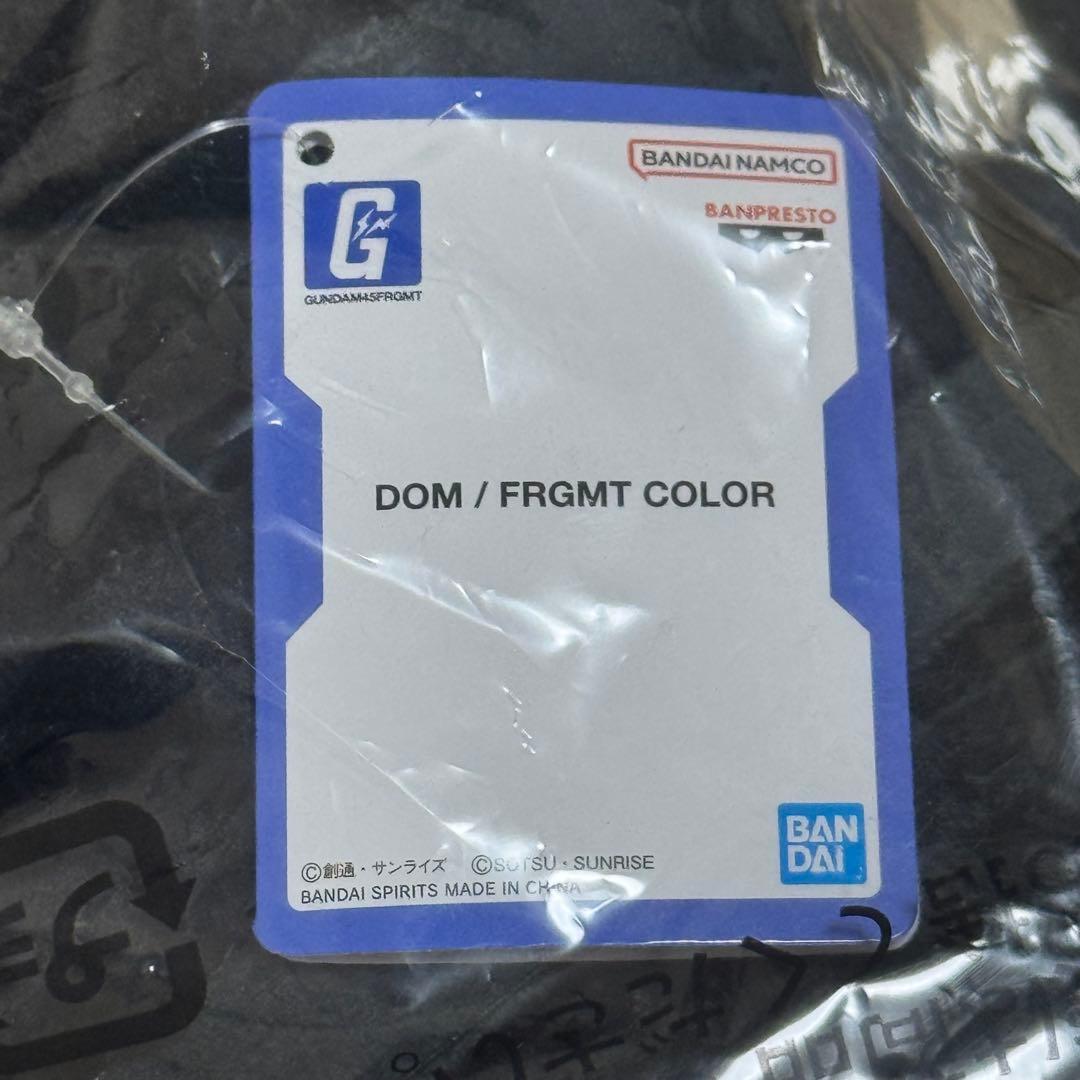 BANDAI NAMCO
BANPRESTO
G
GUNDAM45FRGMT
DOM / FRGMT COLOR
©創通・サンライズ ©SOTSU・SUNRISE
BANDAI SPIRITS MADE IN CHINA
BAN
DAI